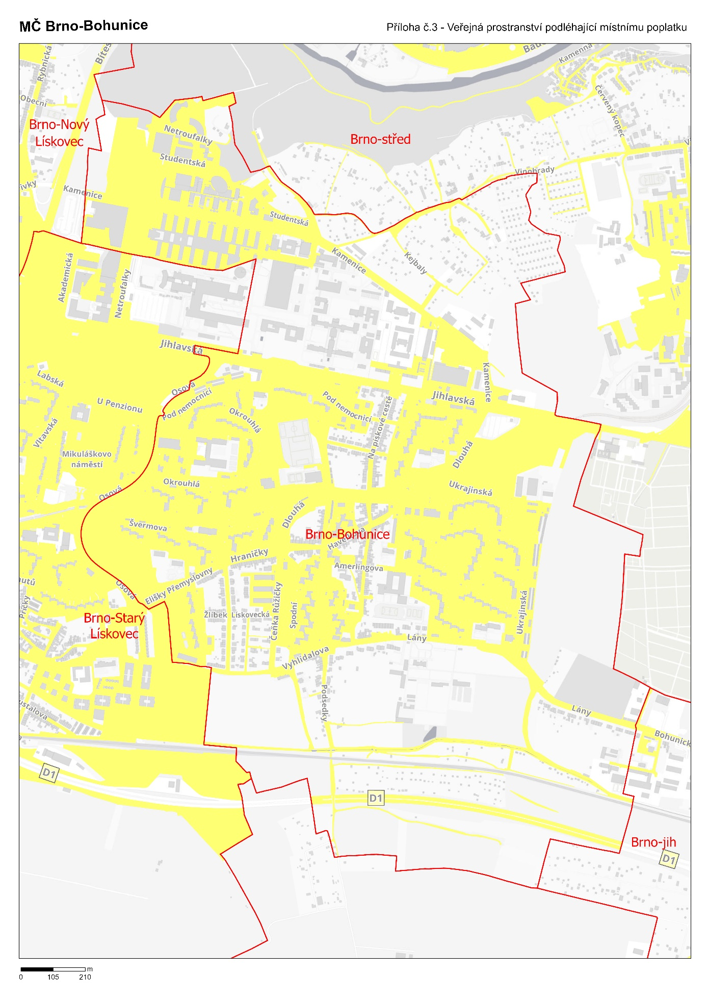 MČ Brno-Bohunice
Příloha č.3 - Veřejná prostranství podléhající místnímu poplatku
Rybnická
Kamenná
Obecní
Červený kopec
Brno-Nový
Lískovec
Netroufalky
Brno-střed
Studentská
Vinohrady
Kamenice
Studentská
Kamenice
Kejbaly
Akademická
Netroufalky
Jihlavská
Kamenice
Labská
Osová
Pod nemocnicí
Pod nemocnicí
Jihlavská
U Penzionu
Okrouhlá
Na pískové cestě
Vltavská
Dlouhá
Mikuláškovo
náměstí
Okrouhlá
Osová
Ukrajinská
Dlouhá
Švermova
Brno-Bohunice
Havelkova
Hraničky
Amerlingova
Elišky Přemyslovny
Osová
Příčky
Žlíbek
Lískovecká
Čeňka Růžičky
Spodní
Ukrajinská
Brno-Starý
Lískovec
Lány
Vyhlídalova
Podsedky
Lány
D1
D1
Brno-jih
D1
m
0
105
210